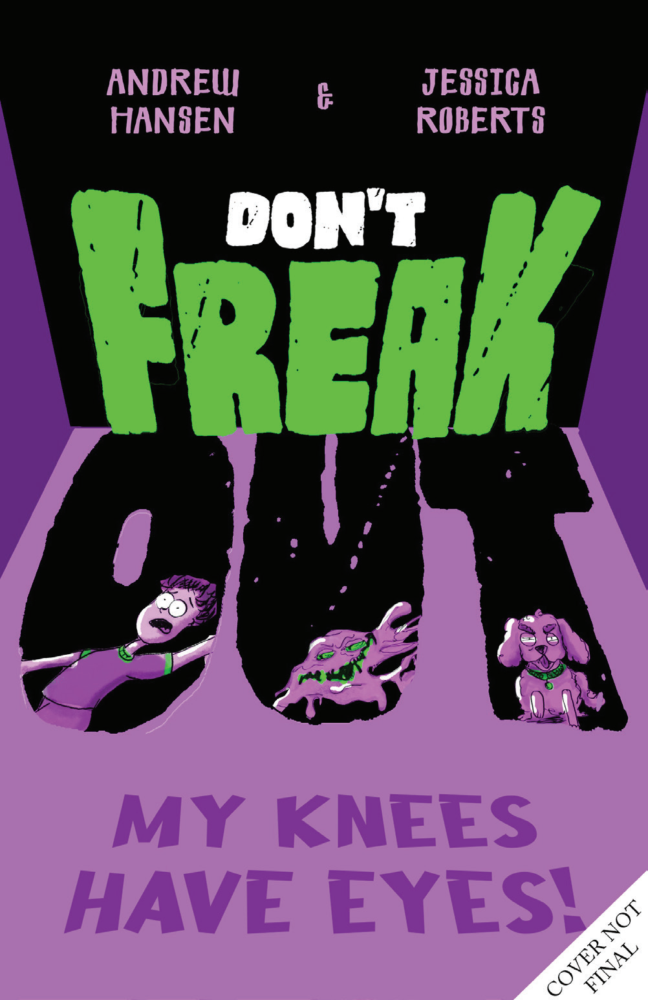 ANDREW
HANSEN
&
JESSICA
ROBERTS
DON'T
FREAK
OUT
MY KNEES
HAVE EYES!
COVER NOT
FINAL